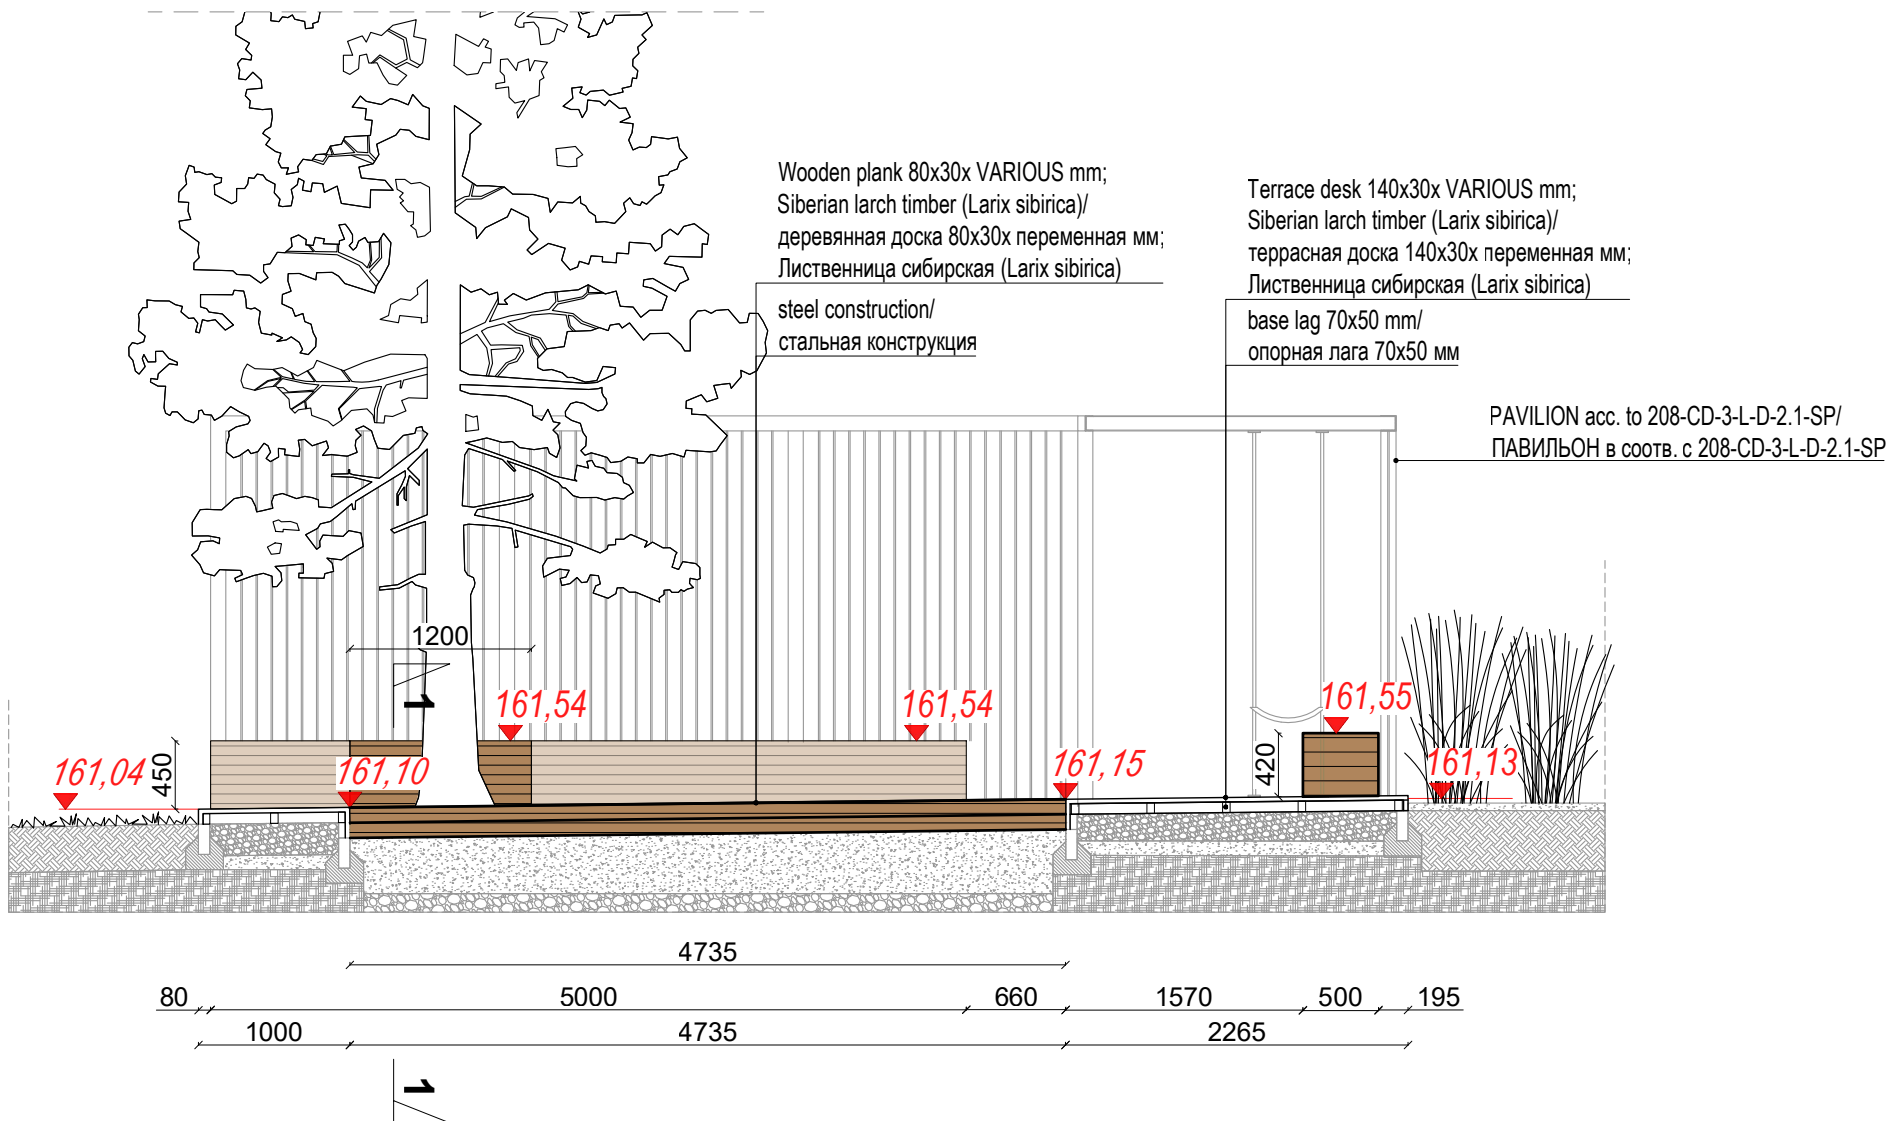 Wooden plank 80x30x VARIOUS mm;
Siberian larch timber (Larix sibirica)/
деревянная доска 80x30x переменная мм;
Лиственница сибирская (Larix sibirica)
steel construction/
стальная конструкция
Terrace desk 140x30x VARIOUS mm;
Siberian larch timber (Larix sibirica)/
террасная доска 140x30x переменная мм;
Лиственница сибирская (Larix sibirica)
base lag 70x50 mm/
опорная лага 70x50 мм
PAVILION acc. to 208-CD-3-L-D-2.1-SP/
ПАВИЛЬОН в соотв. с 208-CD-3-L-D-2.1-SP
1200
1
161,54
161,54
161,55
161,04
450
161,10
161,15
420
161,13
4735
80
5000
660
1570
500
195
1000
4735
2265
1